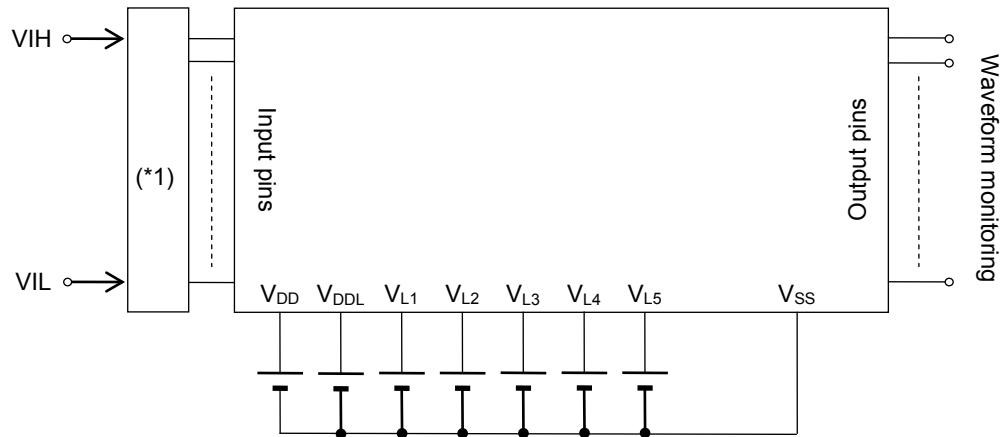 VIH
(*1)
VIL
Input pins
Output pins
Waveform monitoring
VDD VDDL VL1 VL2 VL3 VL4 VL5 VSS